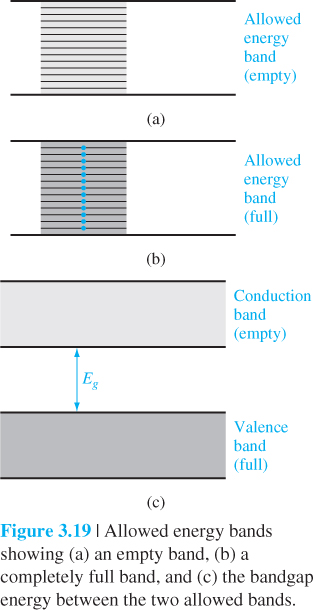 Allowed
energy
band
(empty)
(a)
Allowed
energy
band
(full)
(b)
Conduction
band
(empty)
E_g
Valence
band
(full)
(c)
Figure 3.19 | Allowed energy bands
showing (a) an empty band, (b) a
completely full band, and (c) the bandgap
energy between the two allowed bands.